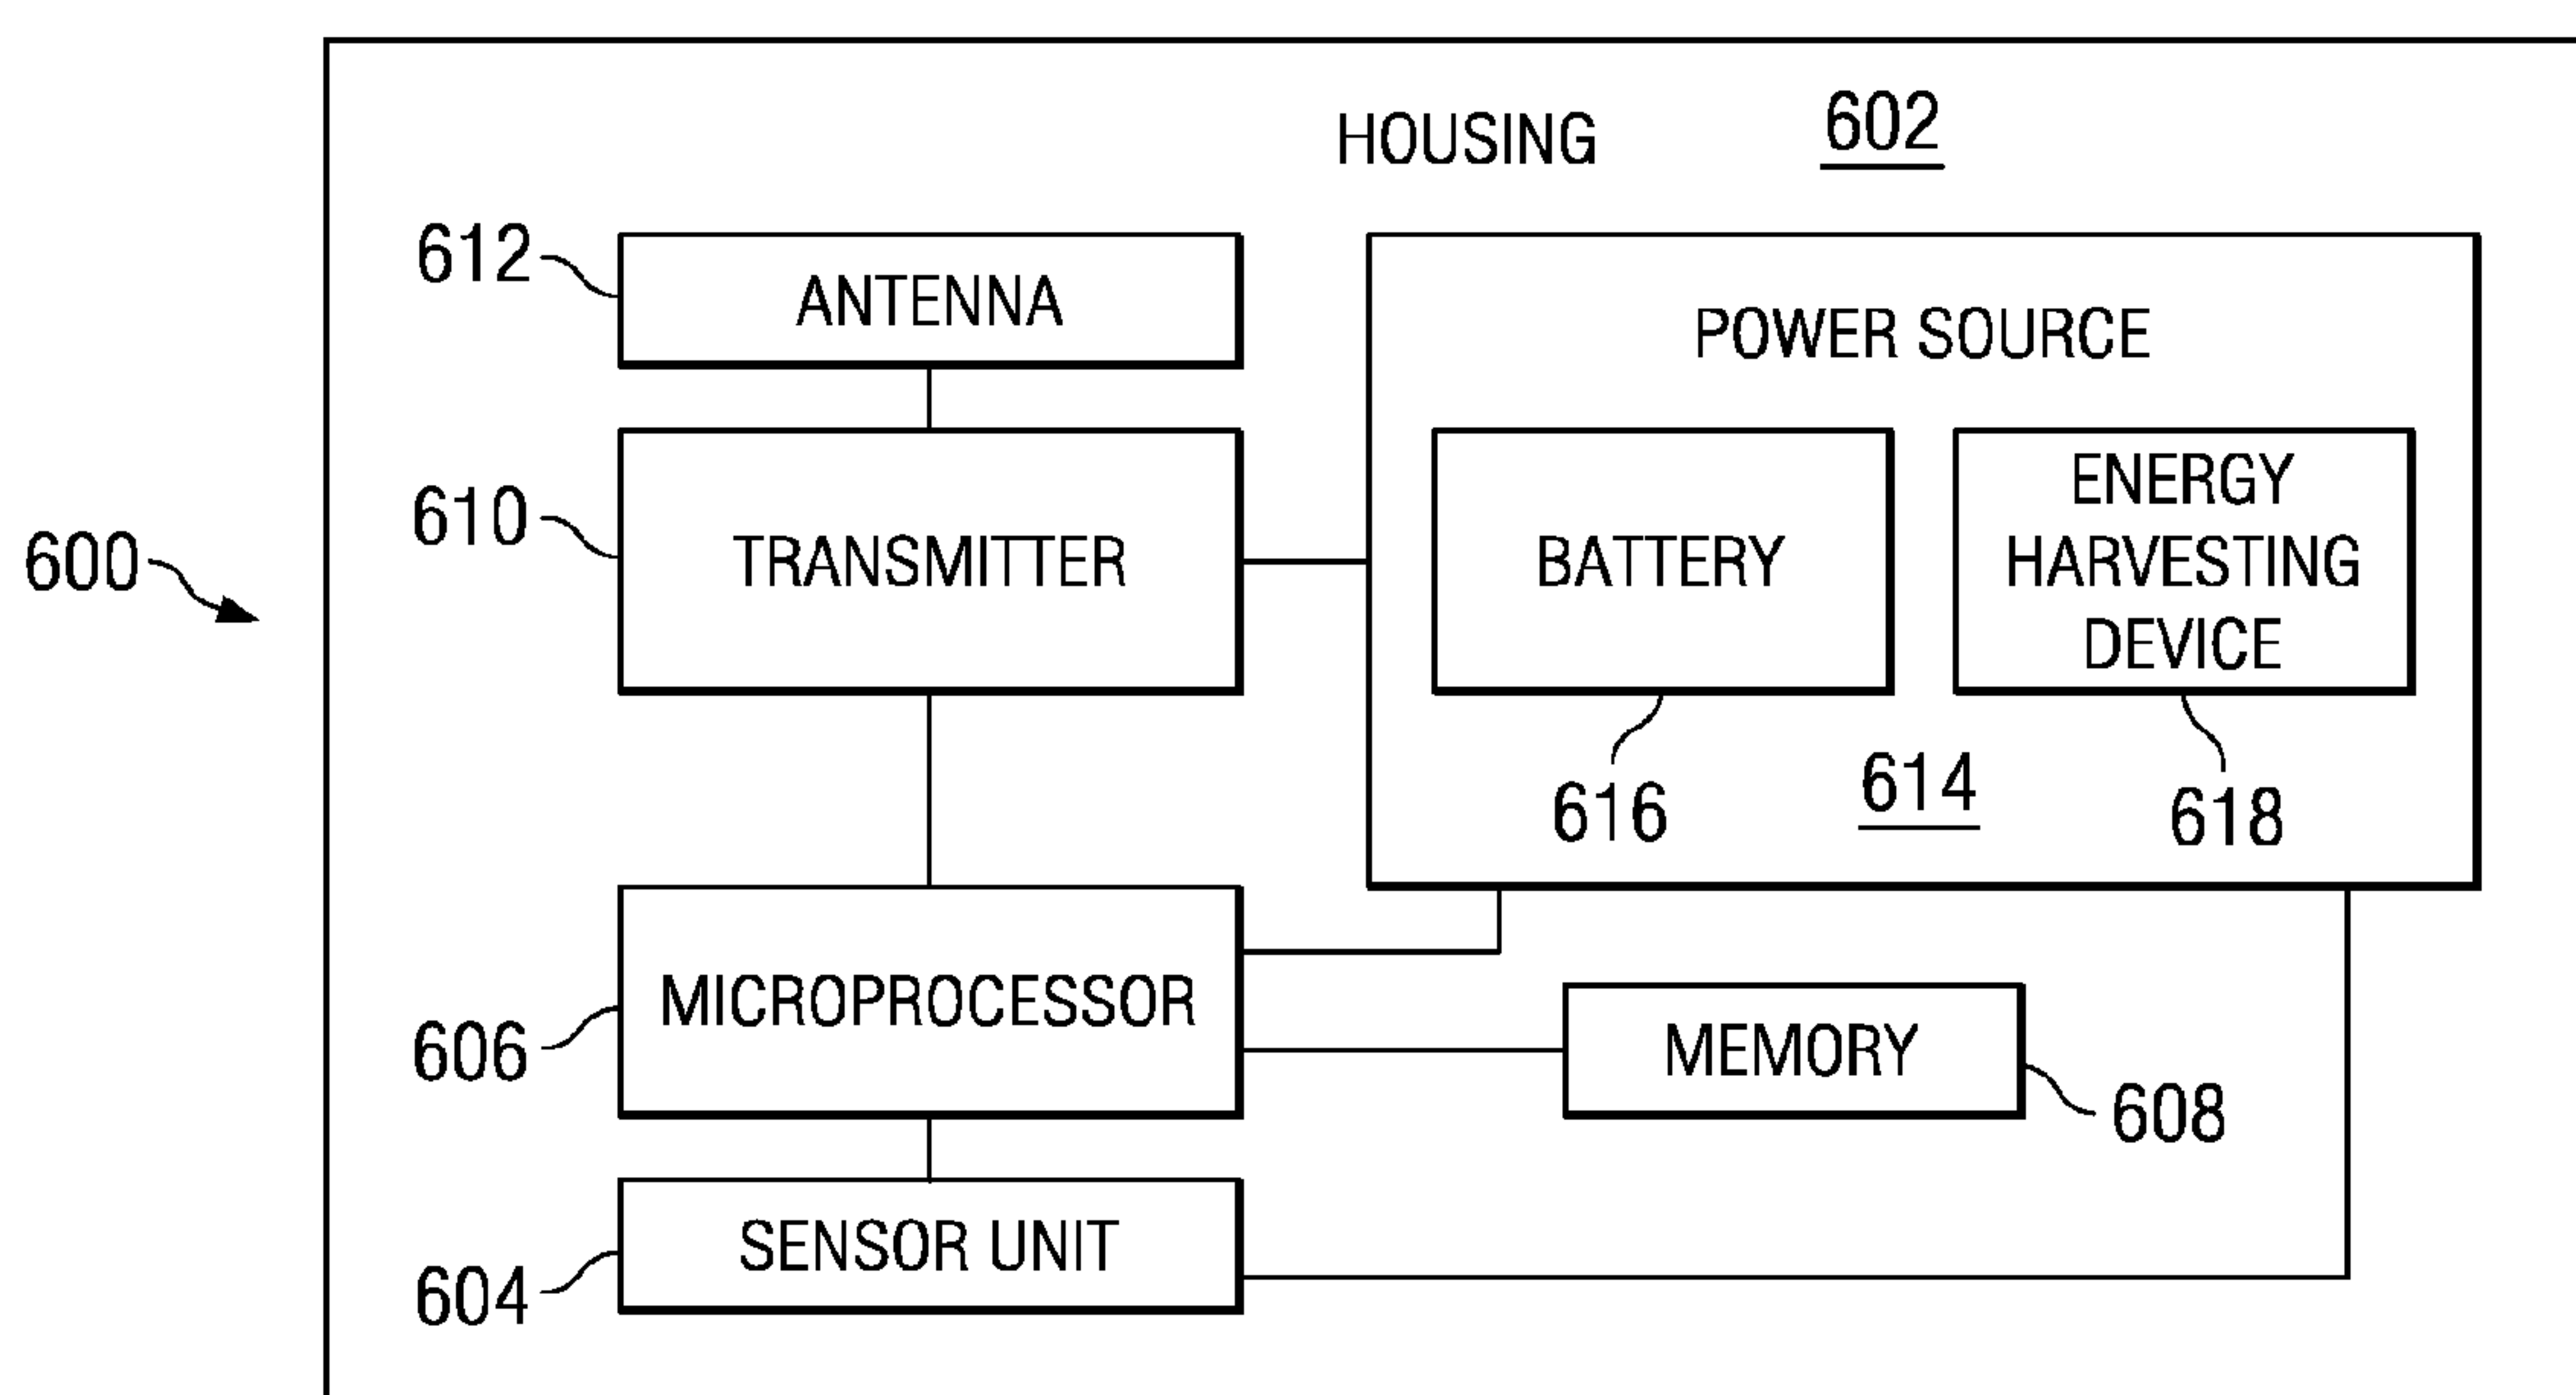 HOUSING 602
612 ANTENNA
POWER SOURCE
610 TRANSMITTER
BATTERY
ENERGY
HARVESTING
DEVICE
600
616 614 618
606 MICROPROCESSOR
MEMORY 608
604 SENSOR UNIT